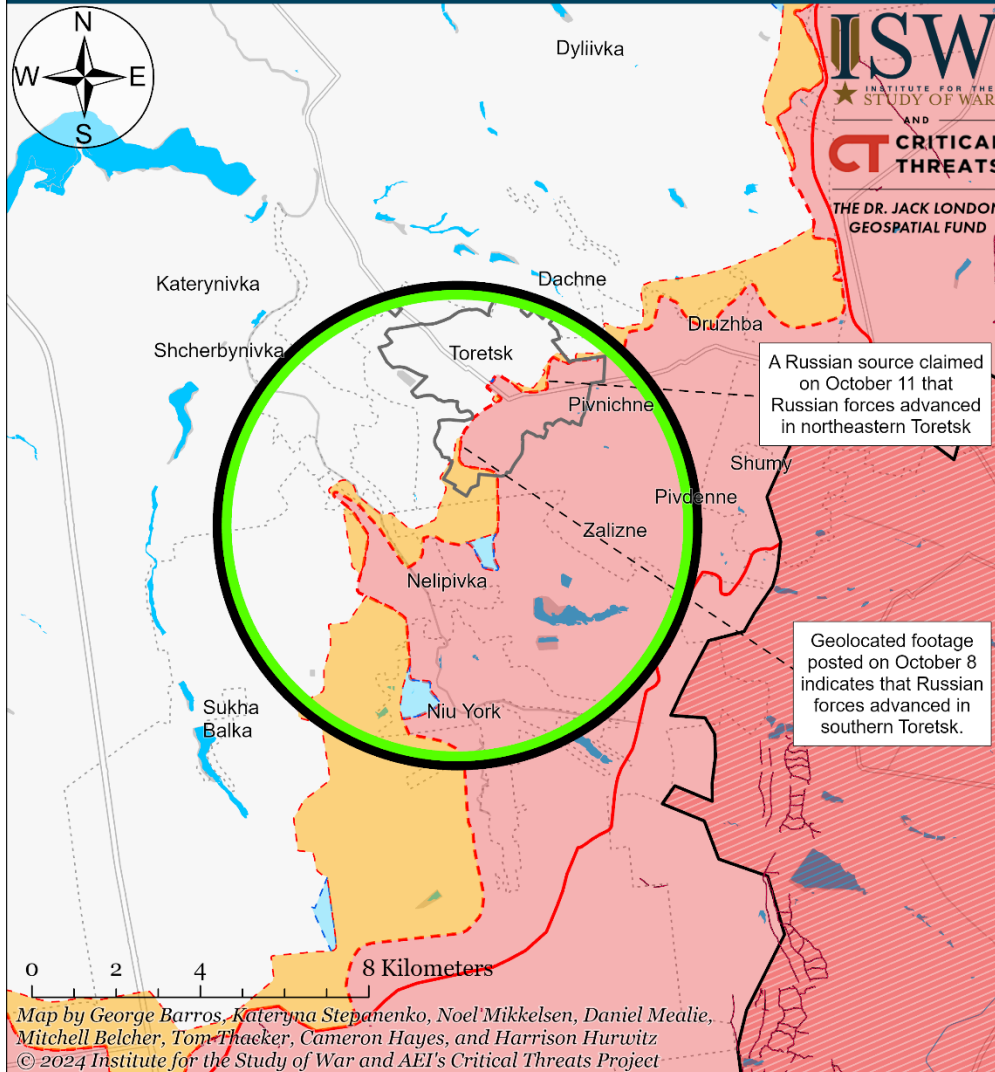 N
W
E
S
Dyliivka
ISW
INSTITUTE FOR THE
STUDY OF WAR
AND
CT CRITICAL
THREATS
THE DR. JACK LONDON
GEOSPATIAL FUND
Katerynivka
Dachne
Shcherbynivka
Toretsk
Druzhba
A Russian source claimed
on October 11 that
Russian forces advanced
in northeastern Toretsk
Pivnichne
Shumy
Pivdenne
Zalizne
Nelipivka
Geolocated footage
posted on October 8
indicates that Russian
forces advanced in
southern Toretsk.
Sukha
Balka
Niu York
0 2 4 8 Kilometers
Map by George Barros, Kateryna Stepanenko, Noel Mikkelsen, Daniel Mealie,
Mitchell Belcher, Tom Thacker, Cameron Hayes, and Harrison Hurwitz
© 2024 Institute for the Study of War and AEI's Critical Threats Project